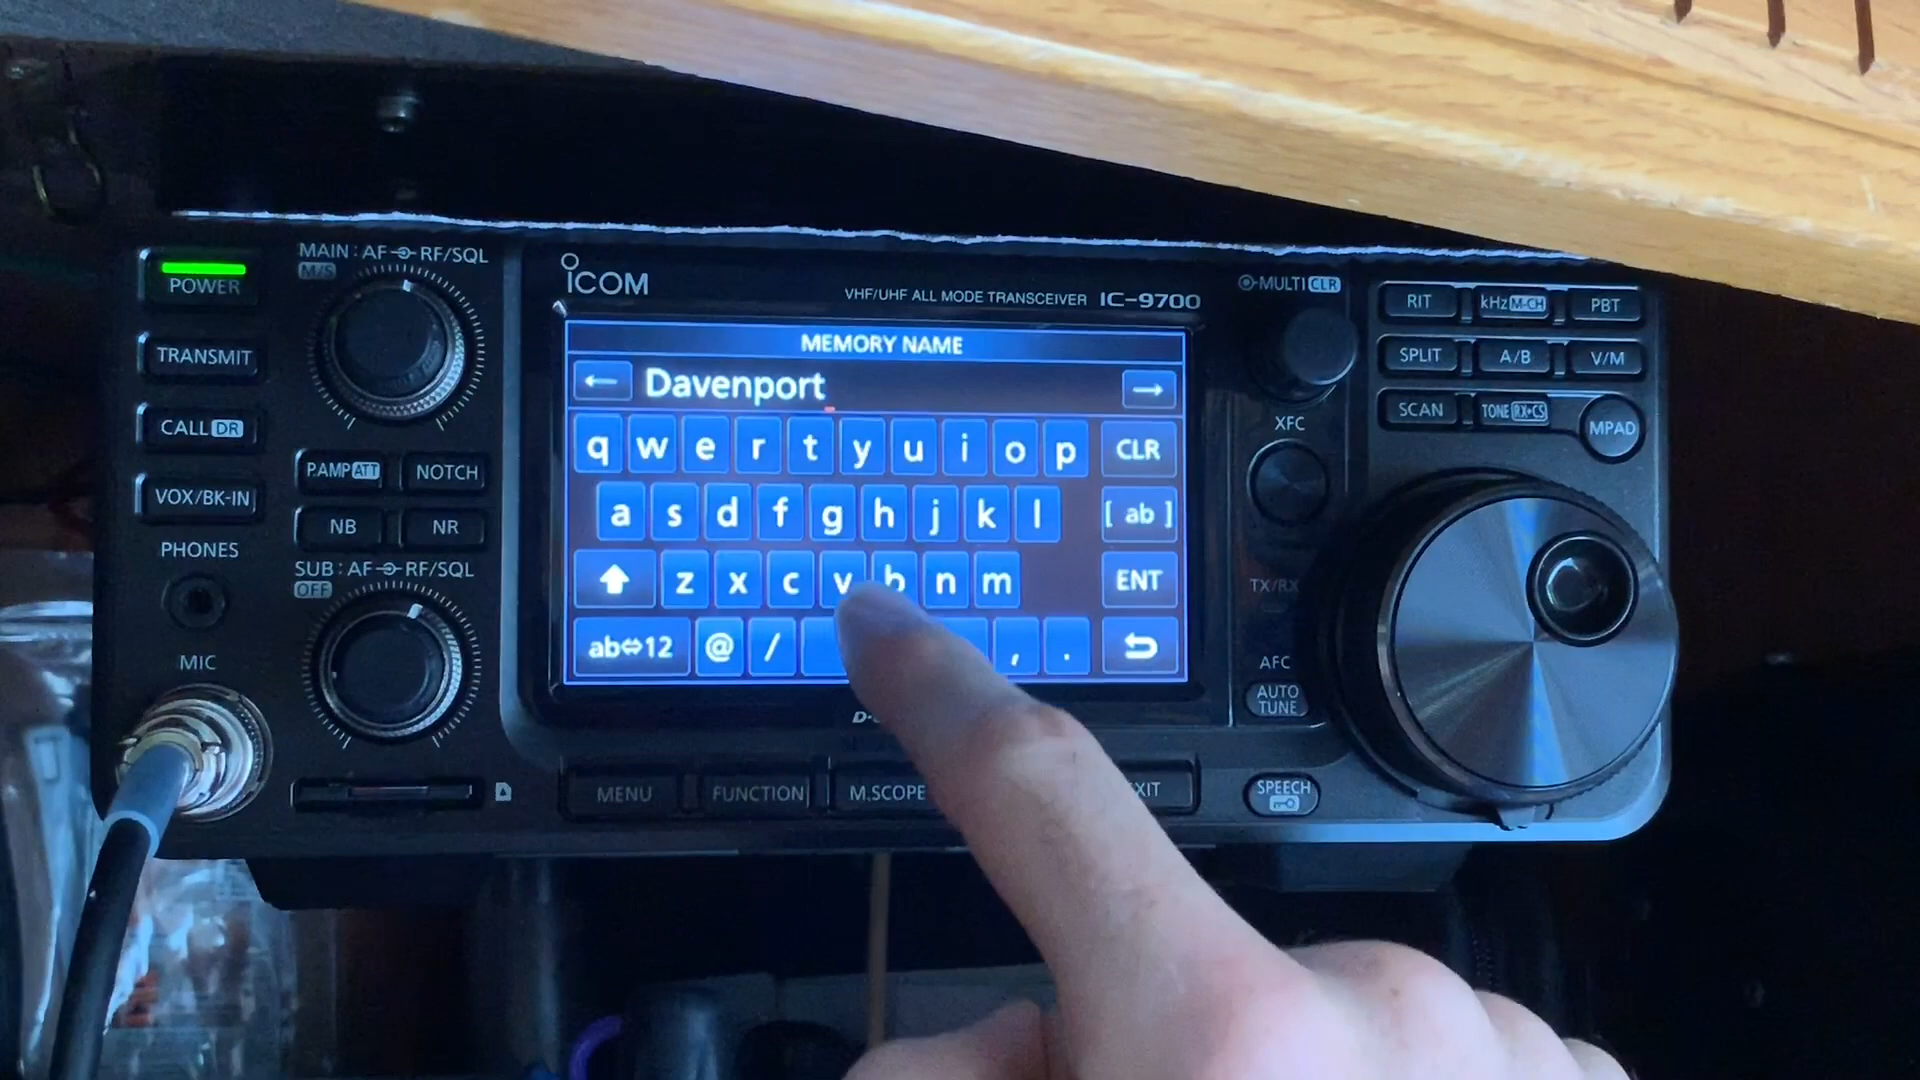 MAIN : AF RF/SQL
M/S
POWER
TRANSMIT
CALL DR
VOX/BK-IN
PHONES
MIC
P.AMP ATT
NOTCH
NB
NR
SUB : AF RF/SQL
OFF
ICOM
VHF/UHF ALL MODE TRANSCEIVER IC-9700
MEMORY NAME
← Davenport →
q w e r t y u i o p CLR
a s d f g h j k l [ ab ]
z x c v b n m ENT
ab⇔12 @ / , .
MENU
FUNCTION
M.SCOPE
MULTI CLR
XFC
TX/RX
AFC
AUTO
TUNE
SPEECH
RIT
kHz M-CH
PBT
SPLIT
A/B
V/M
SCAN
TONE RX→CS
MPAD